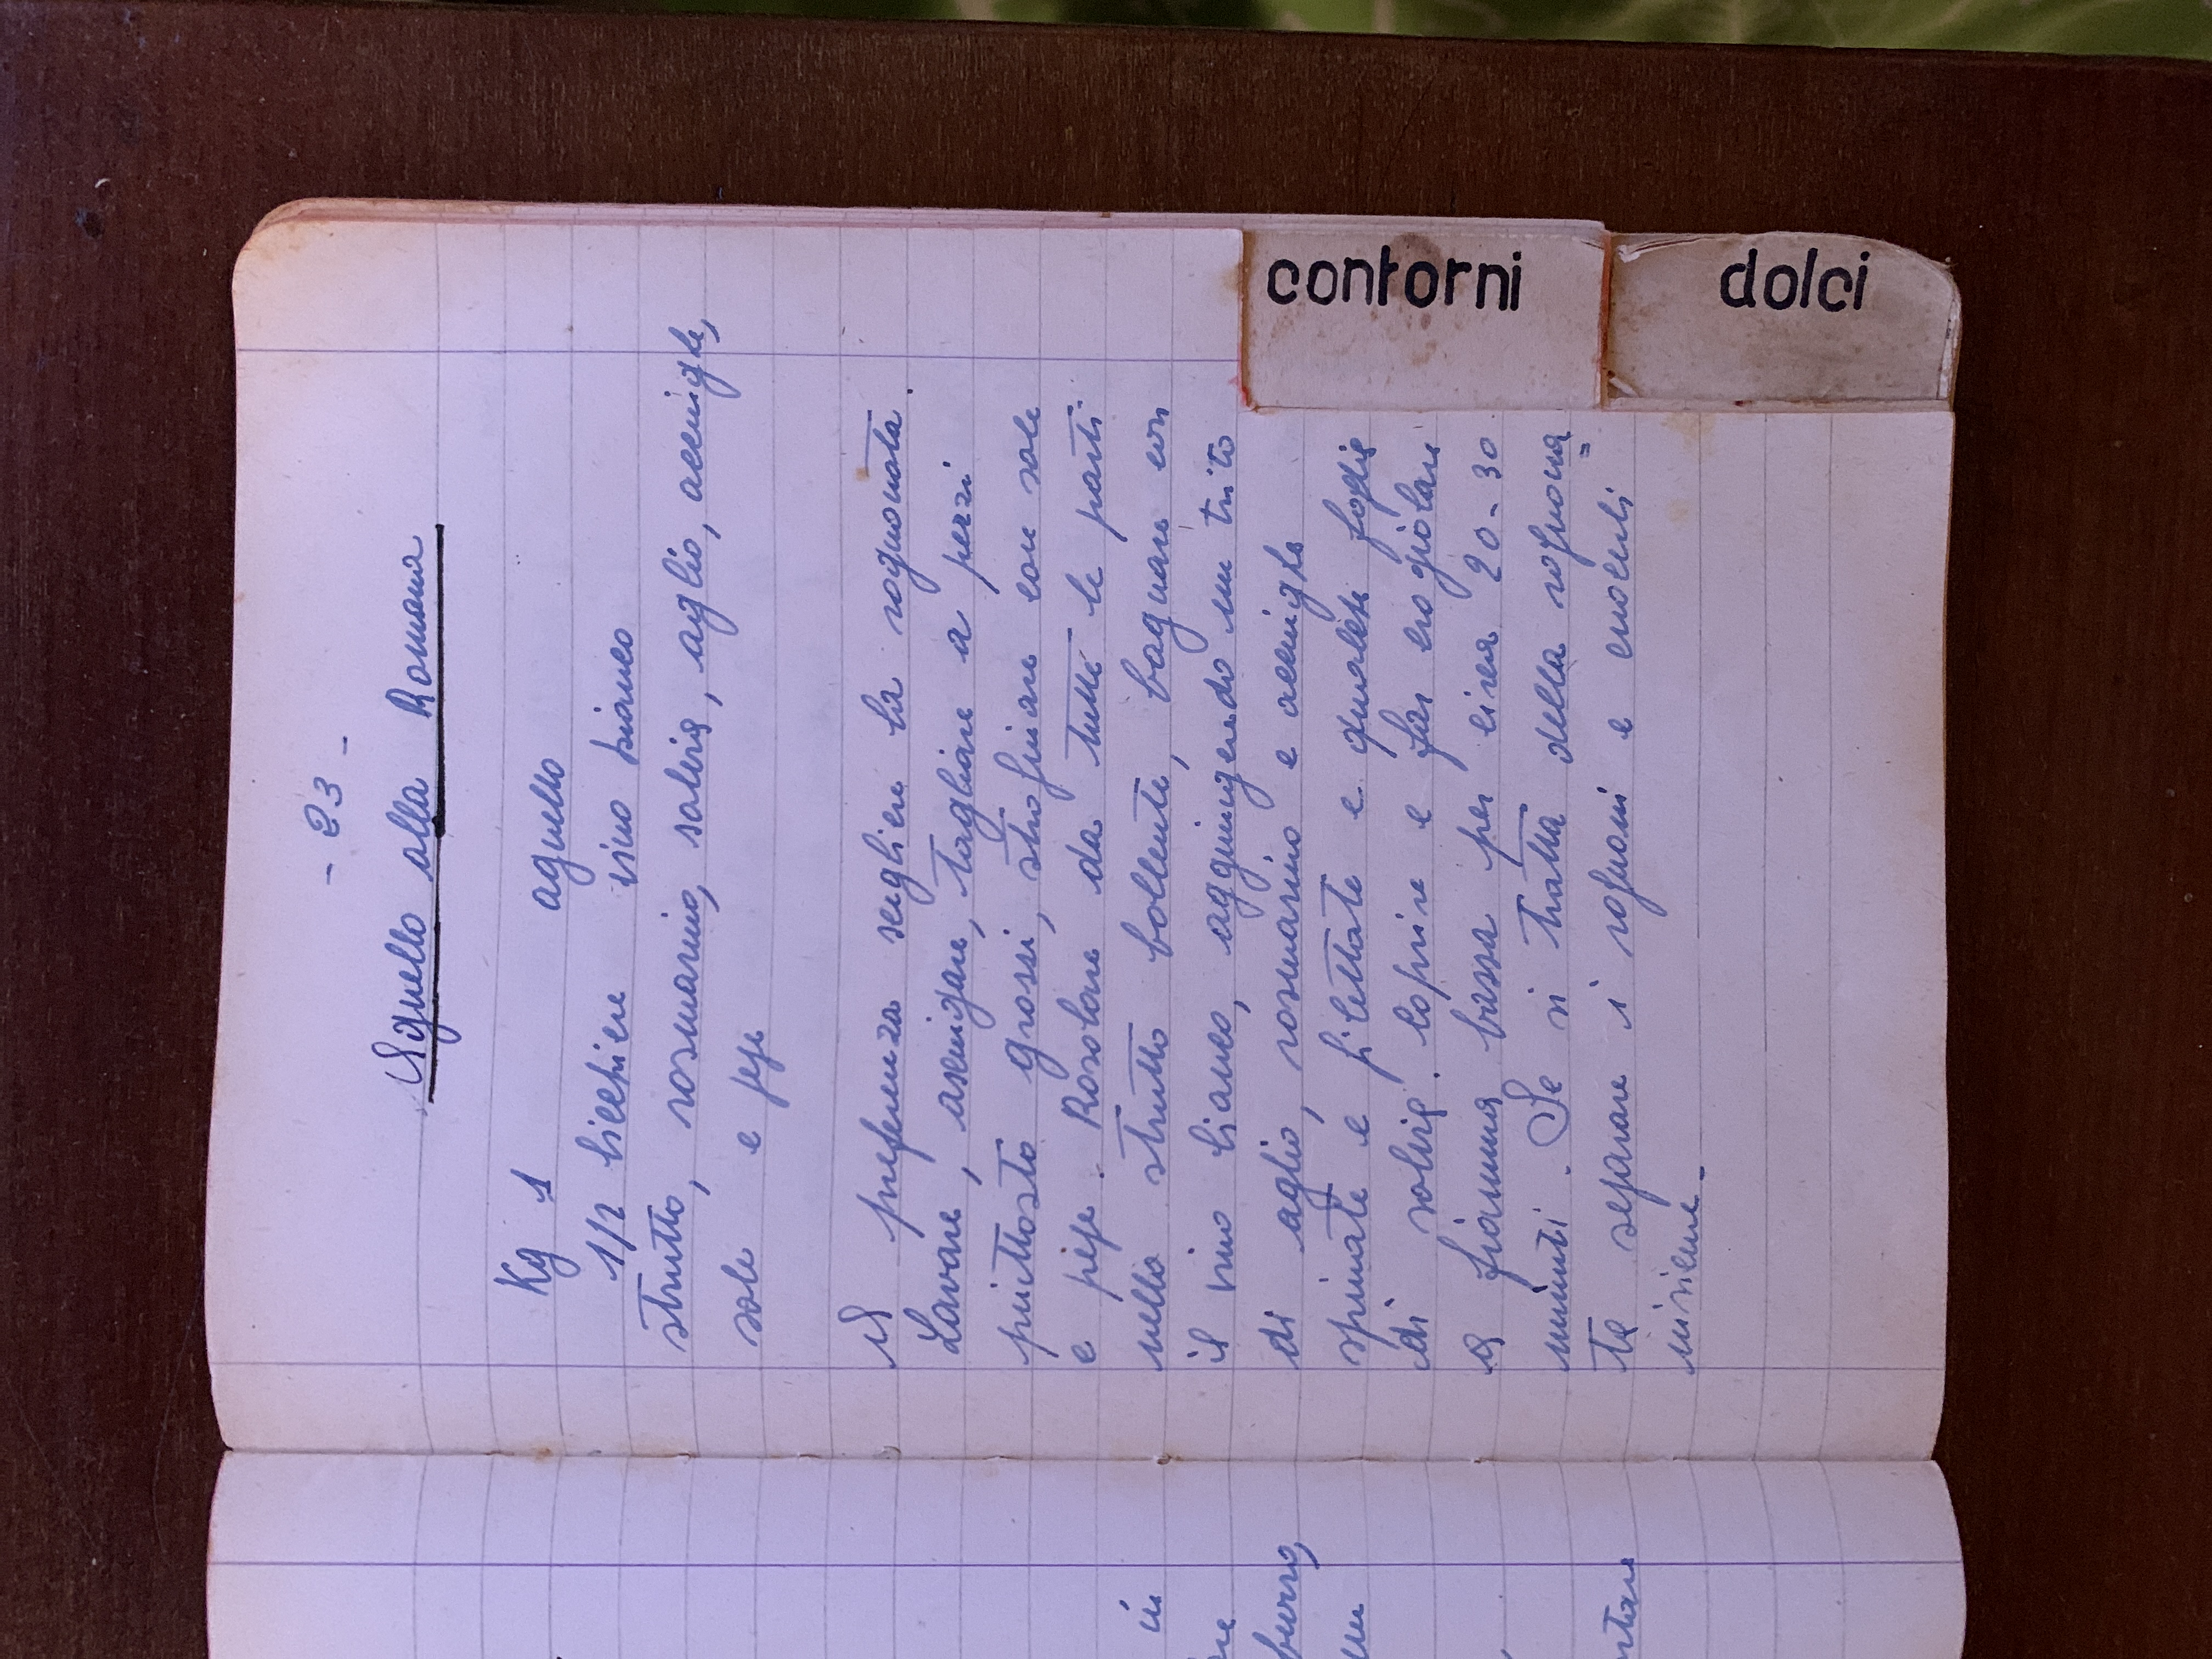 - 23 -
Agnello alla Romana
Kg 1 agnello
1/2 bicchiere vino bianco
strutto, rosmarino, salvia, aglio, acciughe,
sale e pepe
A preferenza scegliere la rognonata.
Lavare, asciugare, tagliare a pezzi
piuttosto grossi, strofinare con sale
e pepe. Rosolare da tutte le parti
nello strutto bollente, bagnare con
il vino bianco, aggiungendo un trito
di aglio, rosmarino e acciughe
spinate e filettate e qualche foglia
di salvia. Coprire e far crogiolare
a fiamma bassa per circa 20-30
minuti. Se si tratta della rognona=
ta separare i rognoni e cuocerli
insieme-
contorni
dolci
in
burro,